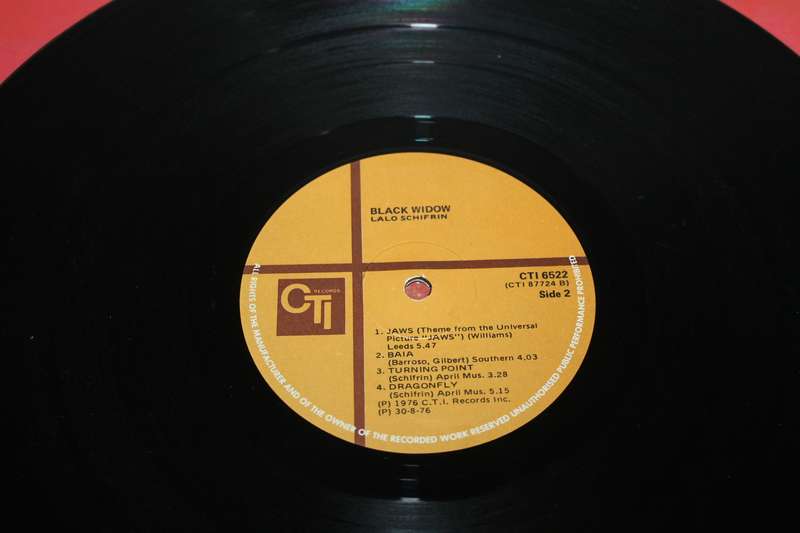 BLACK WIDOW
LALO SCHIFRIN
CTI 6522
(CTI 87724 B)
Side 2
CTI RECORDS
1. JAWS (Theme from the Universal
Picture "JAWS") (Williams)
Leeds 5.47
2. BAIA
(Barroso, Gilbert) Southern 4,03
3. TURNING POINT
(Schifrin) April Mus. 3.28
4. DRAGONFLY
(Schifrin) April Mus. 5.15
(P) 1976 C.T.I. Records Inc.
(P) 30-8-76
ALL RIGHTS OF THE MANUFACTURER AND OF THE OWNER OF THE RECORDED WORK RESERVED UNAUTHORISED PUBLIC PERFORMANCE PROHIBITED